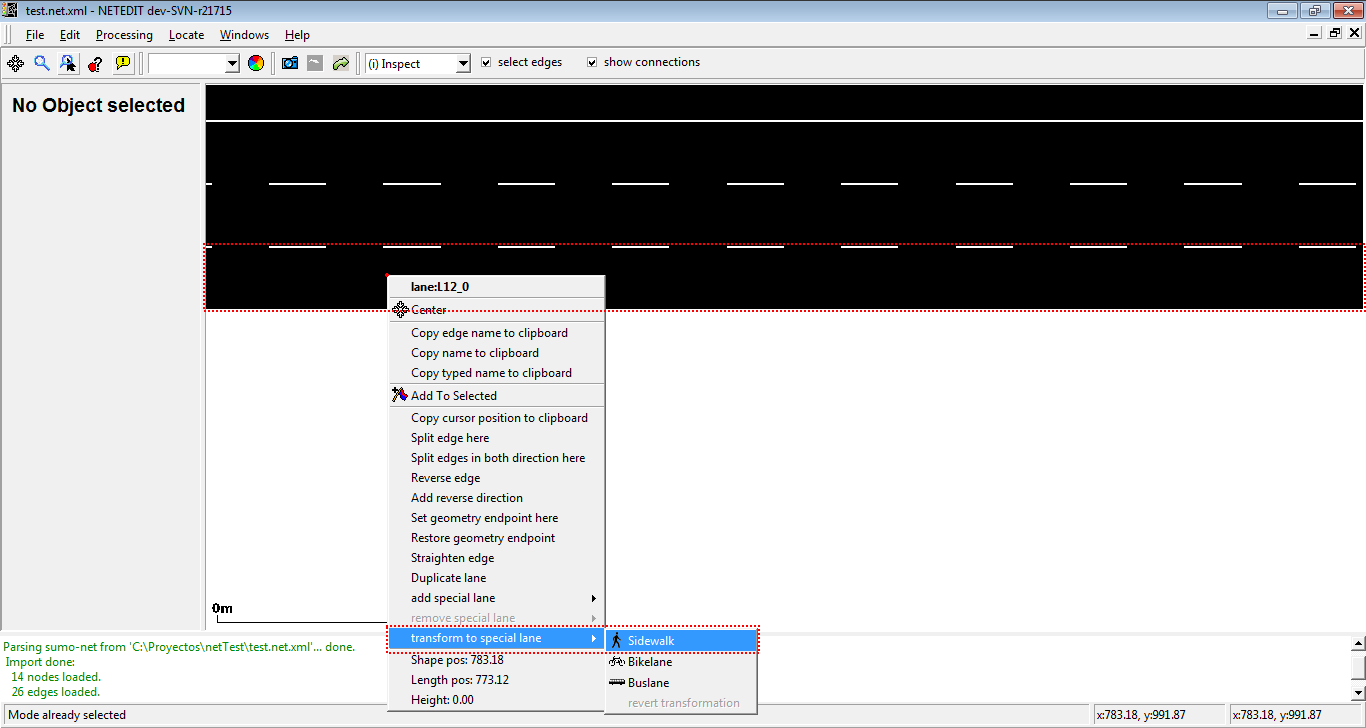 test.net.xml - NETEDIT dev-SVN-r21715
File Edit Processing Locate Windows Help
(i) Inspect select edges show connections
No Object selected
lane:L12_0
Center
Copy edge name to clipboard
Copy name to clipboard
Copy typed name to clipboard
Add To Selected
Copy cursor position to clipboard
Split edge here
Split edges in both direction here
Reverse edge
Add reverse direction
Set geometry endpoint here
Restore geometry endpoint
Straighten edge
Duplicate lane
add special lane
remove special lane
transform to special lane
Shape pos: 783.18
Length pos: 773.12
Height: 0.00
Sidewalk
Bikelane
Buslane
revert transformation
0m
Parsing sumo-net from 'C:\Proyectos\netTest\test.net.xml'... done.
Import done:
14 nodes loaded.
26 edges loaded.
Mode already selected
x:783.18, y:991.87 x:783.18, y:991.87